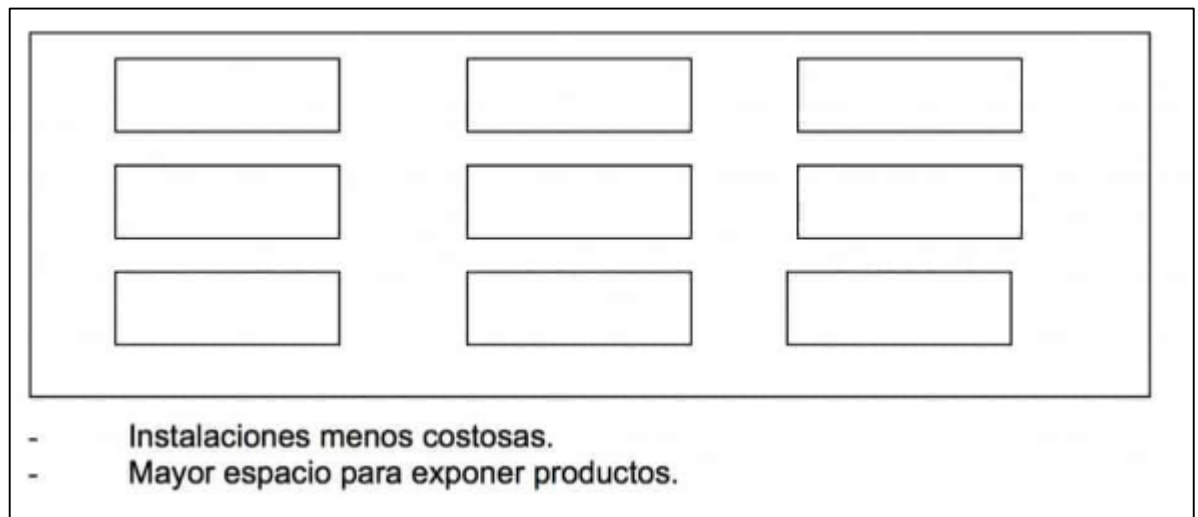 - Instalaciones menos costosas.
- Mayor espacio para exponer productos.